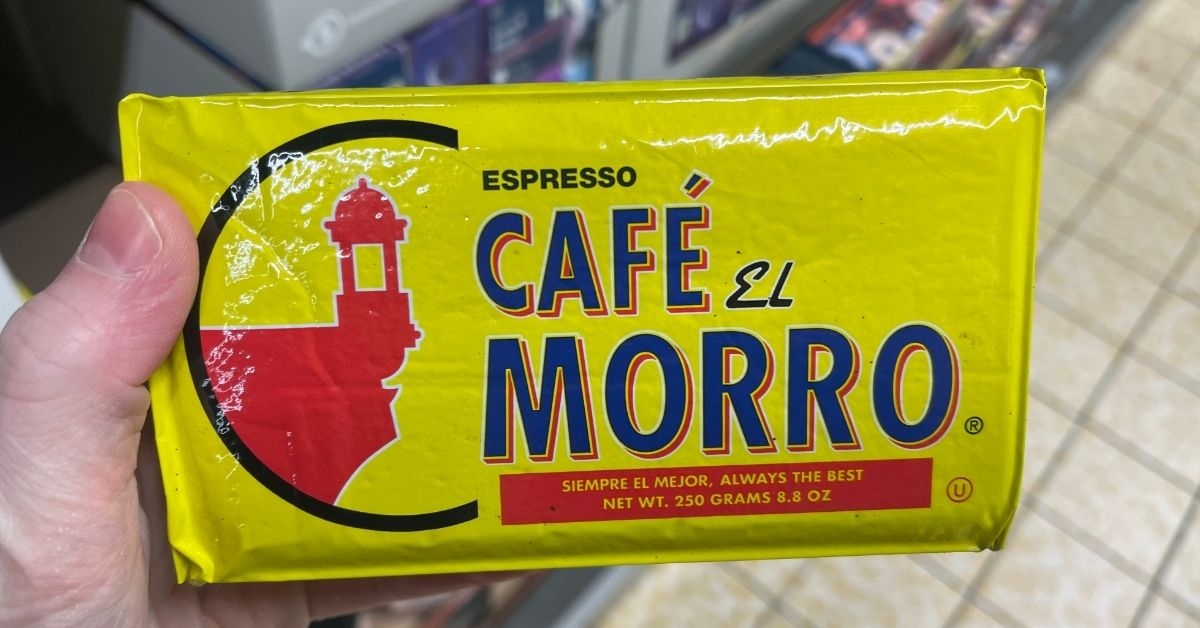 ESPRESSO
CAFÉ EL
MORRO ®
SIEMPRE EL MEJOR, ALWAYS THE BEST
NET WT. 250 GRAMS 8.8 OZ
U